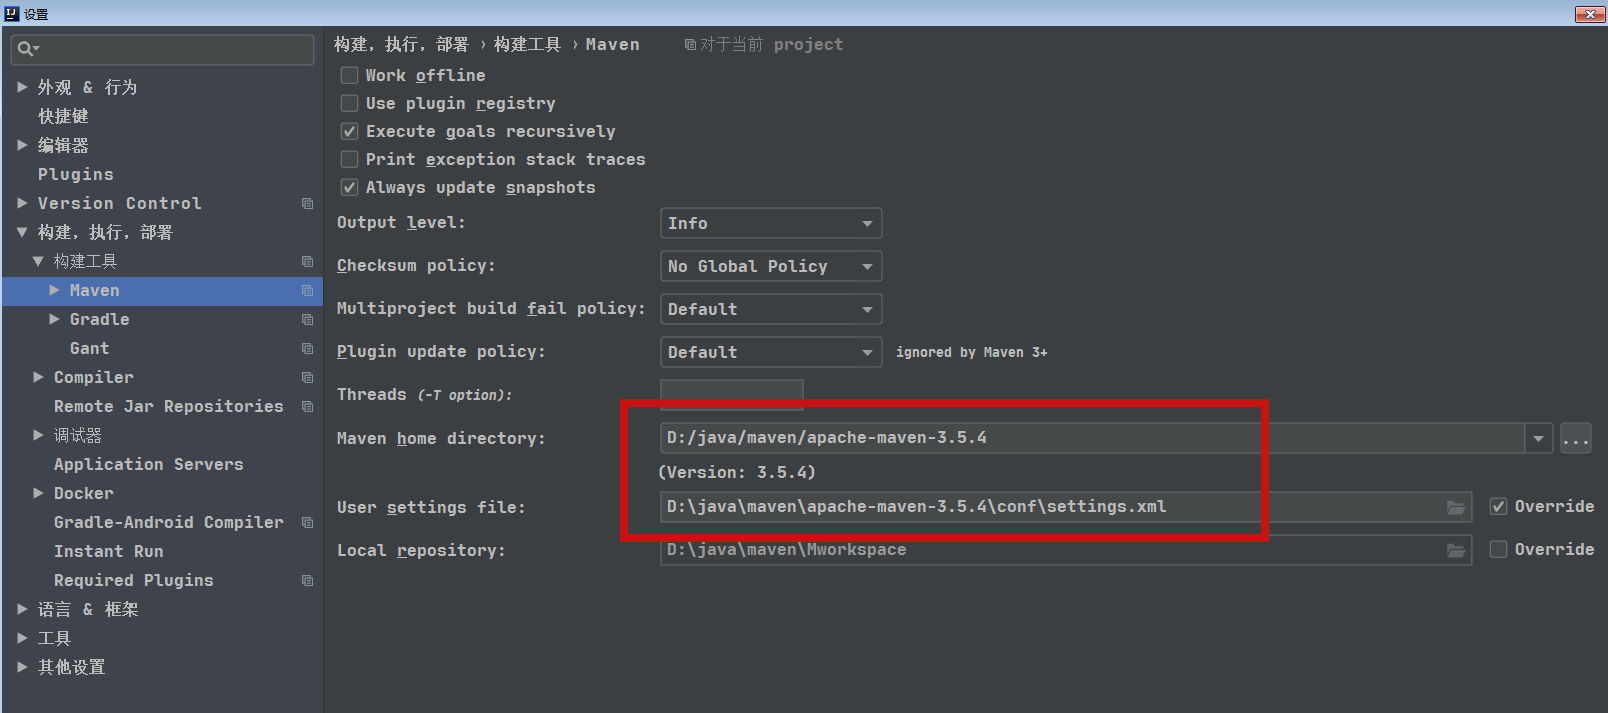 设置
外观 & 行为
快捷键
编辑器
Plugins
Version Control
构建，执行，部署
构建工具
Maven
Gradle
Gant
Compiler
Remote Jar Repositories
调试器
Application Servers
Docker
Gradle-Android Compiler
Instant Run
Required Plugins
语言 & 框架
工具
其他设置
构建，执行，部署 › 构建工具 › Maven 对于当前 project
Work offline
Use plugin registry
Execute goals recursively
Print exception stack traces
Always update snapshots
Output level: Info
Checksum policy: No Global Policy
Multiproject build fail policy: Default
Plugin update policy: Default ignored by Maven 3+
Threads (-T option):
Maven home directory: D:/java/maven/apache-maven-3.5.4 ...
(Version: 3.5.4)
User settings file: D:\java\maven\apache-maven-3.5.4\conf\settings.xml Override
Local repository: D:\java\maven\Mworkspace Override